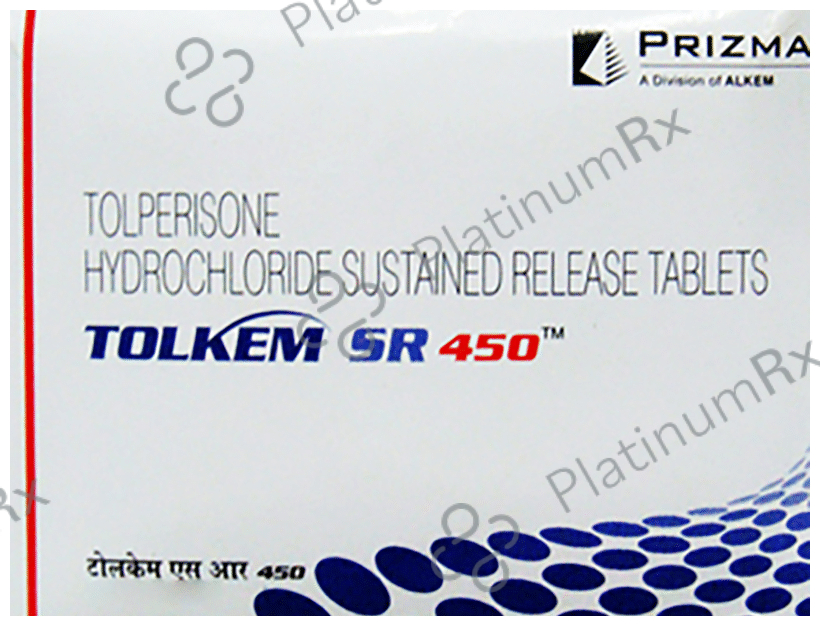 PlatinumRx
PRIZMA
A Division of ALKEM
PlatinumRx
TOLPERISONE
HYDROCHLORIDE SUSTAINED RELEASE TABLETS
TOLKEM SR 450™
PlatinumRx
Rx
टोलकेम एस आर 450